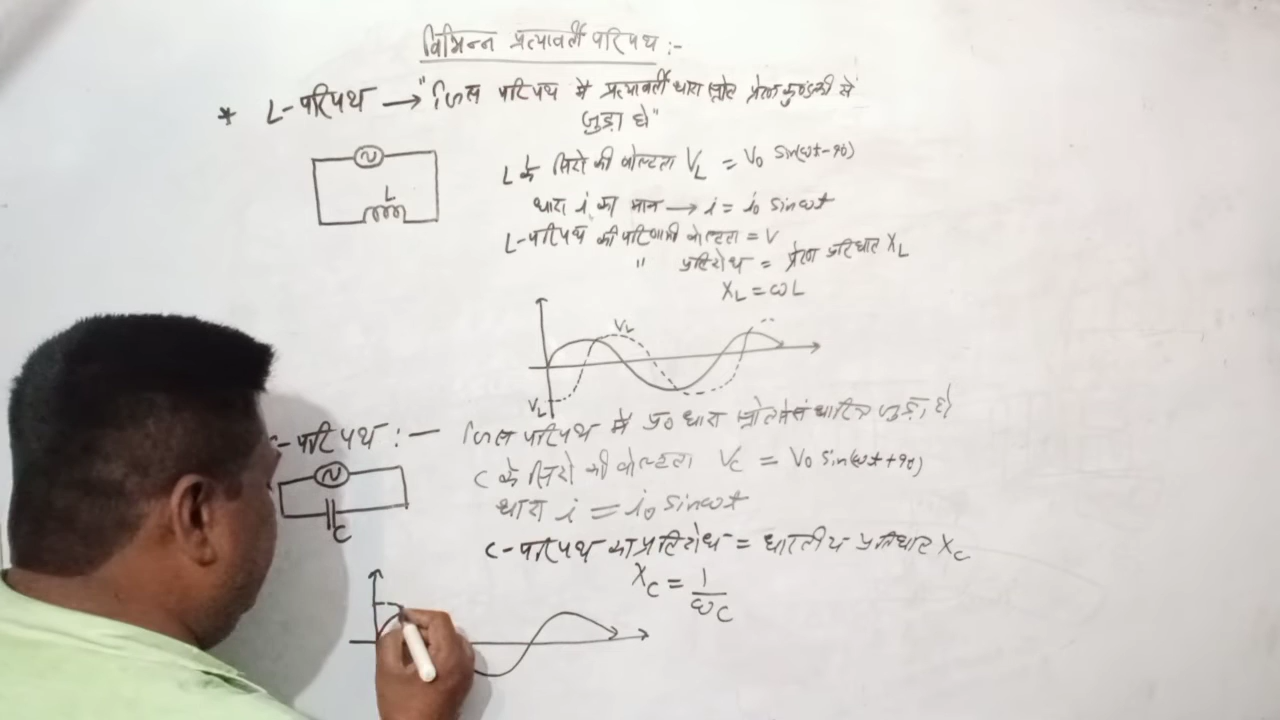 विभिन्न प्रत्यावर्ती परिपथ :-
* L-परिपथ → "जिस परिपथ में प्रत्यावर्ती धारा स्रोत प्रेरण कुण्डली से
जुड़ा हो"
L
L के सिरों की वोल्टता V_L = V₀ sin(ωt-90)
धारा i का मान → i = i₀ sinωt
L-परिपथ की परिणामी वोल्टता = V
" प्रतिरोध = प्रेरण प्रतिघात X_L
X_L = ωL
V_L
V_L
-परिपथ :- जिस परिपथ में प्र० धारा स्रोत धारित्र जुड़ा हो
C
C के सिरों की वोल्टता V_C = V₀ sin(ωt+90)
धारा i = i₀ sinωt
C-परिपथ का प्रतिरोध = धारतीय प्रतिघात X_C
X_C = 1/ωC